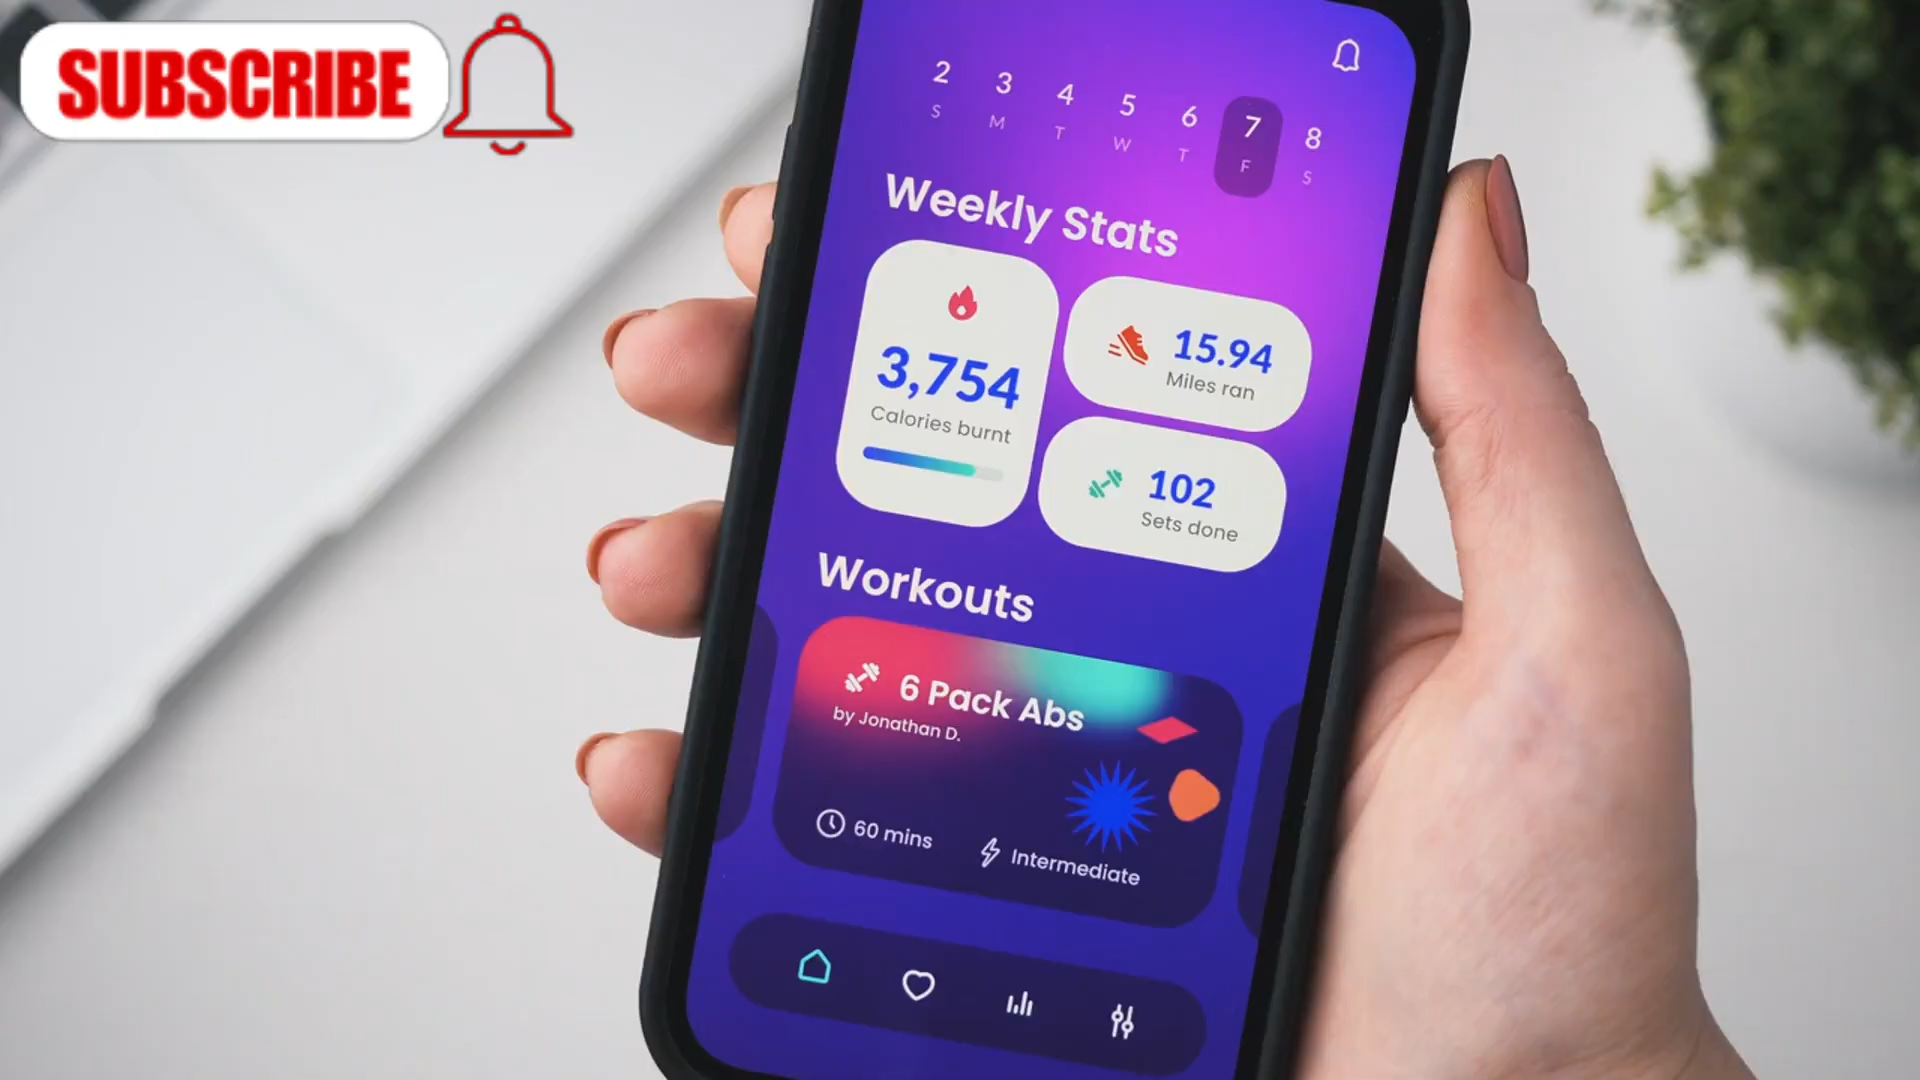 SUBSCRIBE
2 3 4 5 6 7 8
S M T W T F S
Weekly Stats
3,754
Calories burnt
15.94
Miles ran
102
Sets done
Workouts
6 Pack Abs
by Jonathan D.
60 mins
Intermediate